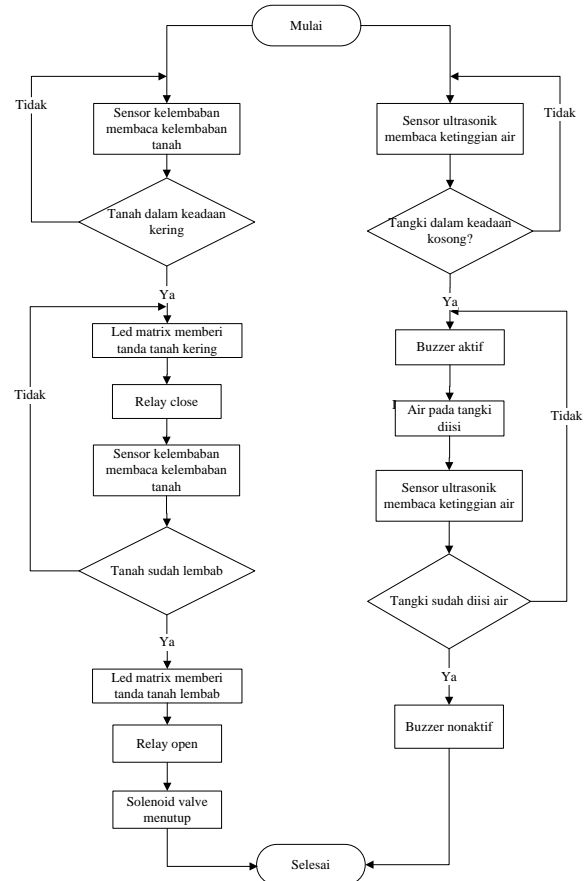 Mulai
Tidak
Sensor kelembaban
membaca kelembaban
tanah
Tanah dalam keadaan
kering
Ya
Led matrix memberi
tanda tanah kering
Tidak
Relay close
Sensor kelembaban
membaca kelembaban
tanah
Tanah sudah lembab
Ya
Led matrix memberi
tanda tanah lembab
Relay open
Solenoid valve
menutup
Sensor ultrasonik
membaca ketinggian air
Tidak
Tangki dalam keadaan
kosong?
Ya
Buzzer aktif
Air pada tangki
diisi
Tidak
Sensor ultrasonik
membaca ketinggian air
Tangki sudah diisi air
Ya
Buzzer nonaktif
Selesai